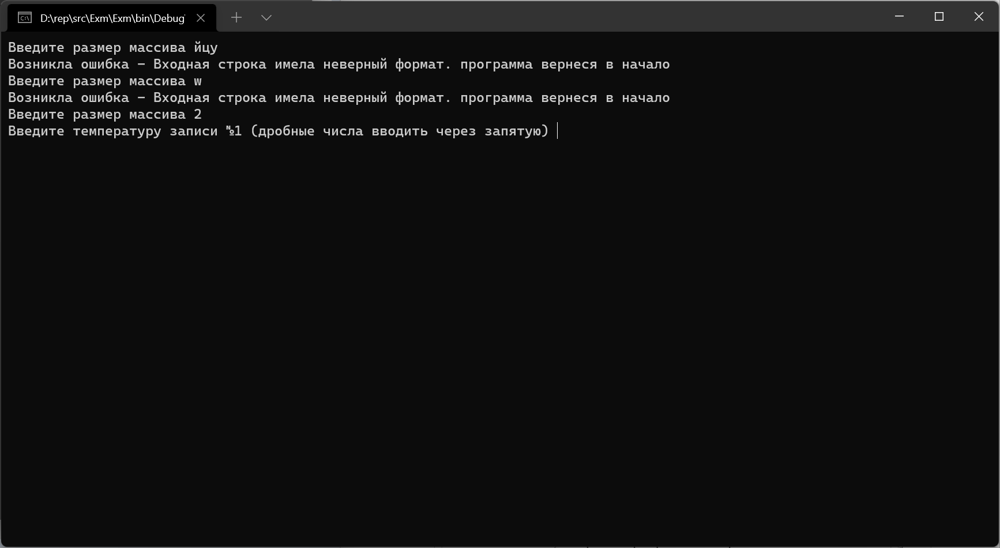 D:\rep\src\Exm\Exm\bin\Debug
Введите размер массива йцу
Возникла ошибка - Входная строка имела неверный формат. программа вернеся в начало
Введите размер массива w
Возникла ошибка - Входная строка имела неверный формат. программа вернеся в начало
Введите размер массива 2
Введите температуру записи №1 (дробные числа вводить через запятую)